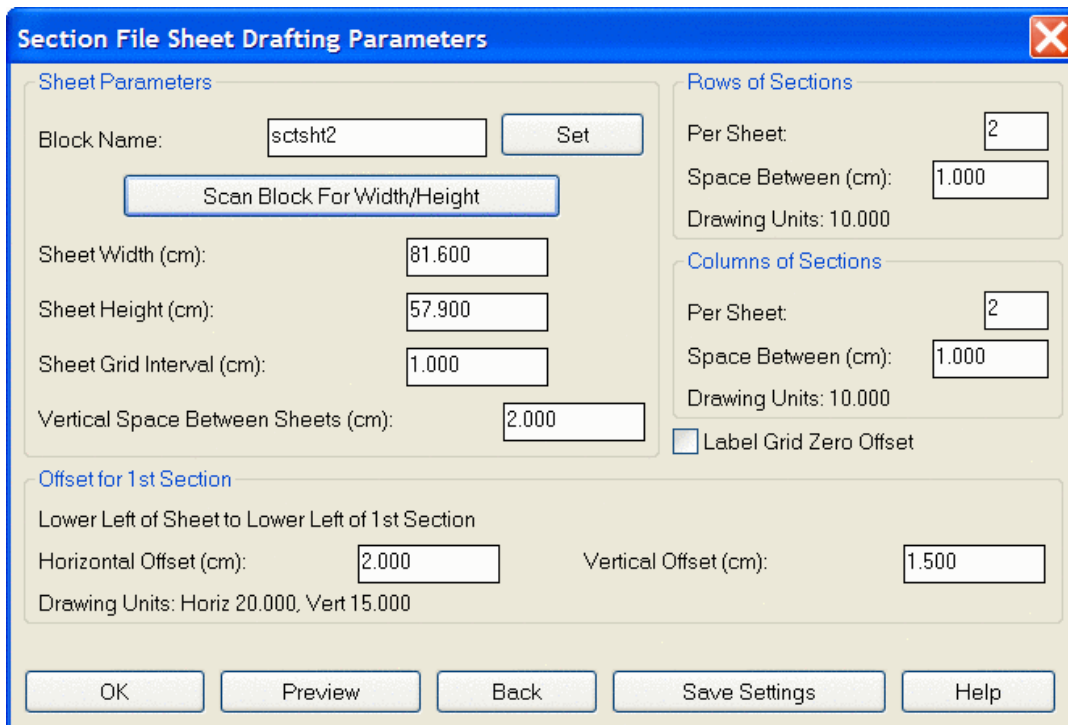 Section File Sheet Drafting Parameters
Sheet Parameters
Block Name: sctsht2 Set
Scan Block For Width/Height
Sheet Width (cm): 81.600
Sheet Height (cm): 57.900
Sheet Grid Interval (cm): 1.000
Vertical Space Between Sheets (cm): 2.000
Rows of Sections
Per Sheet: 2
Space Between (cm): 1.000
Drawing Units: 10.000
Columns of Sections
Per Sheet: 2
Space Between (cm): 1.000
Drawing Units: 10.000
Label Grid Zero Offset
Offset for 1st Section
Lower Left of Sheet to Lower Left of 1st Section
Horizontal Offset (cm): 2.000 Vertical Offset (cm): 1.500
Drawing Units: Horiz 20.000, Vert 15.000
OK Preview Back Save Settings Help